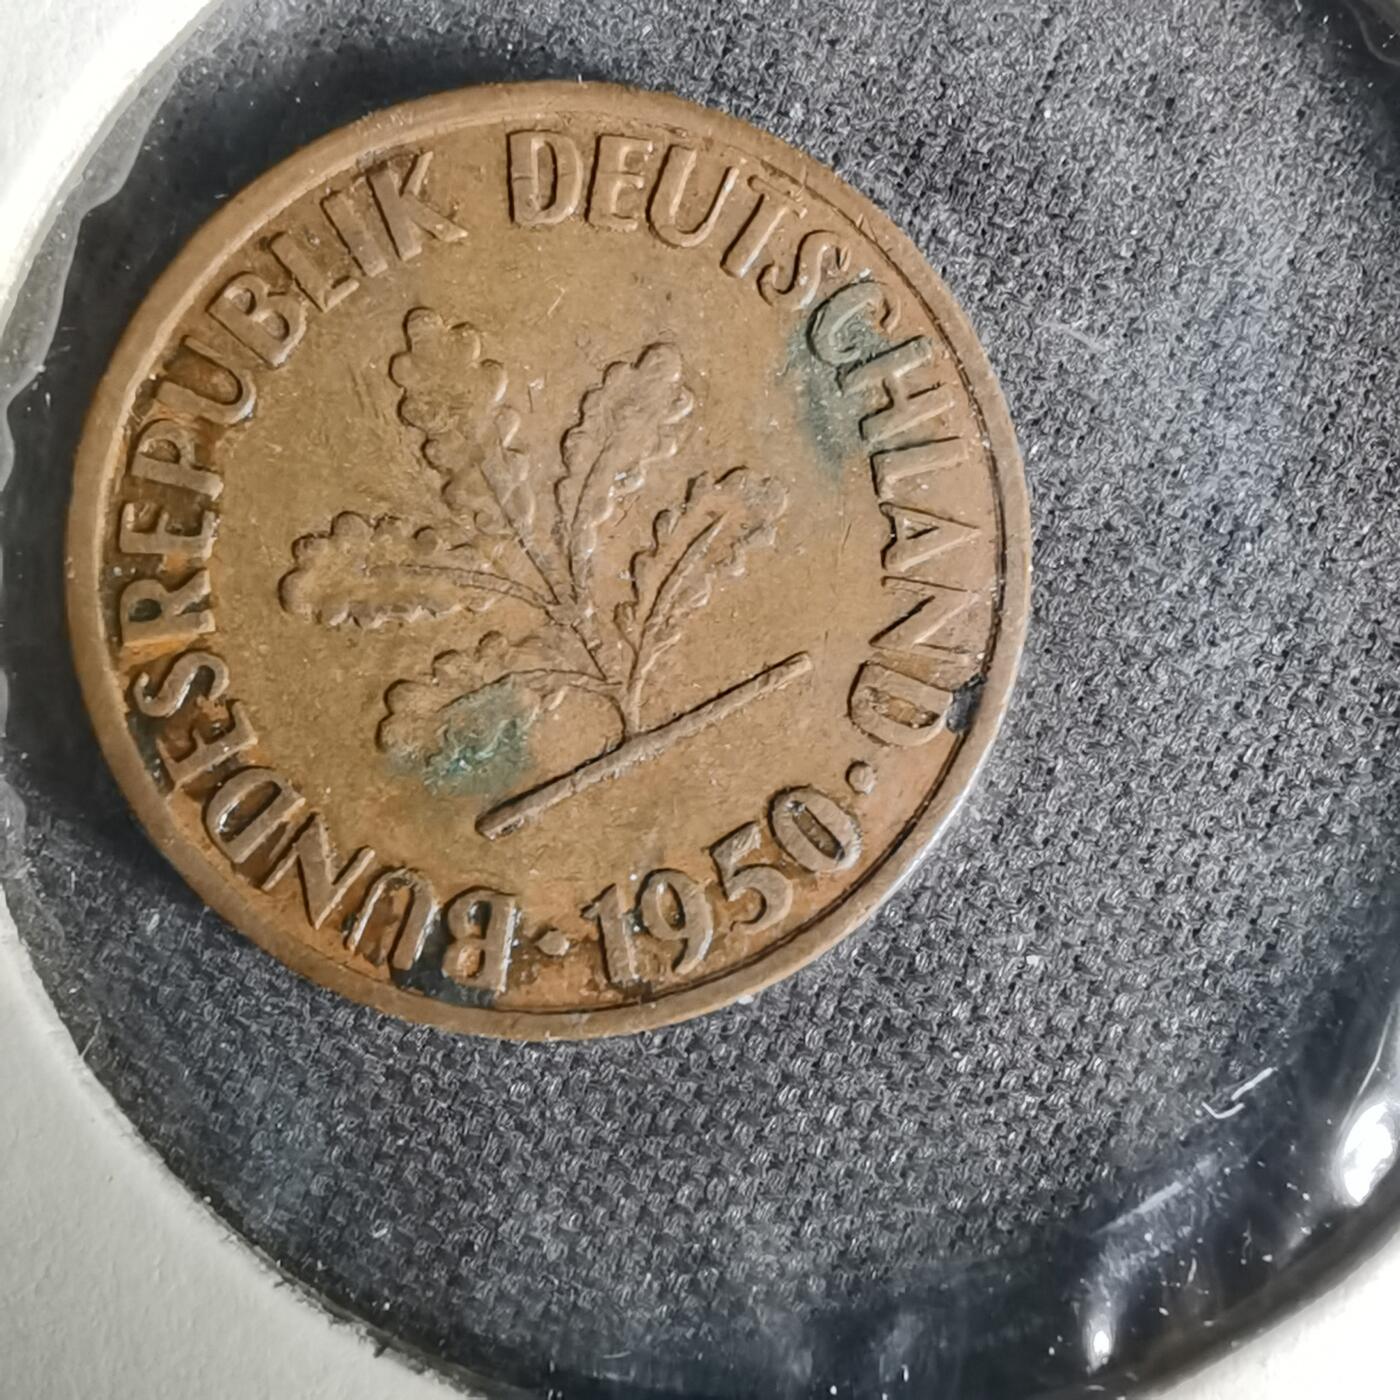 BUNDESREPUBLIK DEUTSCHLAND
· 1950 ·